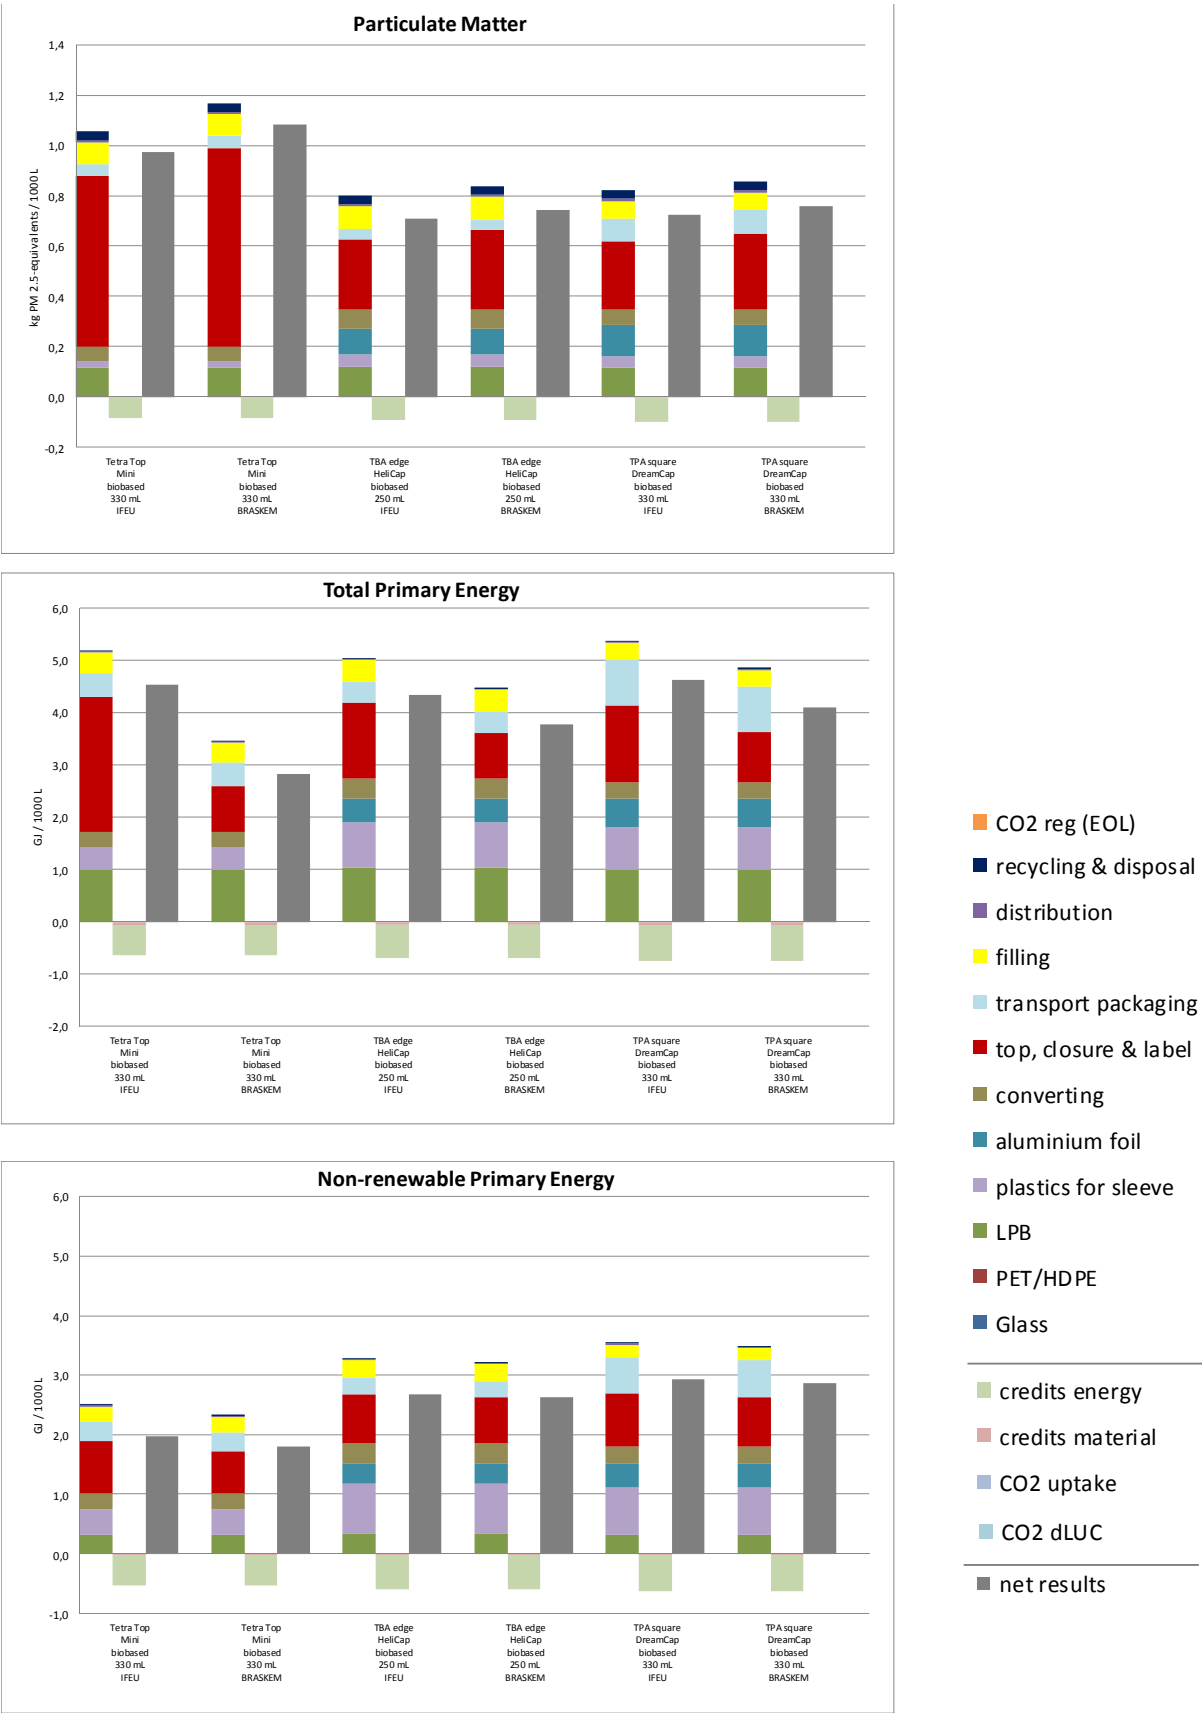 Particulate Matter
1,4
1,2
1,0
0,8
0,6
0,4
0,2
0,0
-0,2
kg PM 2.5-equivalents / 1000 L
Tetra Top
Mini
biobased
330 mL
IFEU
Tetra Top
Mini
biobased
330 mL
BRASKEM
TBA edge
HeliCap
biobased
250 mL
IFEU
TBA edge
HeliCap
biobased
250 mL
BRASKEM
TPA square
DreamCap
biobased
330 mL
IFEU
TPA square
DreamCap
biobased
330 mL
BRASKEM
Total Primary Energy
6,0
5,0
4,0
3,0
2,0
1,0
0,0
-1,0
-2,0
GJ / 1000 L
Tetra Top
Mini
biobased
330 mL
IFEU
Tetra Top
Mini
biobased
330 mL
BRASKEM
TBA edge
HeliCap
biobased
250 mL
IFEU
TBA edge
HeliCap
biobased
250 mL
BRASKEM
TPA square
DreamCap
biobased
330 mL
IFEU
TPA square
DreamCap
biobased
330 mL
BRASKEM
Non-renewable Primary Energy
6,0
5,0
4,0
3,0
2,0
1,0
0,0
-1,0
GJ / 1000 L
Tetra Top
Mini
biobased
330 mL
IFEU
Tetra Top
Mini
biobased
330 mL
BRASKEM
TBA edge
HeliCap
biobased
250 mL
IFEU
TBA edge
HeliCap
biobased
250 mL
BRASKEM
TPA square
DreamCap
biobased
330 mL
IFEU
TPA square
DreamCap
biobased
330 mL
BRASKEM
CO2 reg (EOL)
recycling & disposal
distribution
filling
transport packaging
top, closure & label
converting
aluminium foil
plastics for sleeve
LPB
PET/HDPE
Glass
credits energy
credits material
CO2 uptake
CO2 dLUC
net results